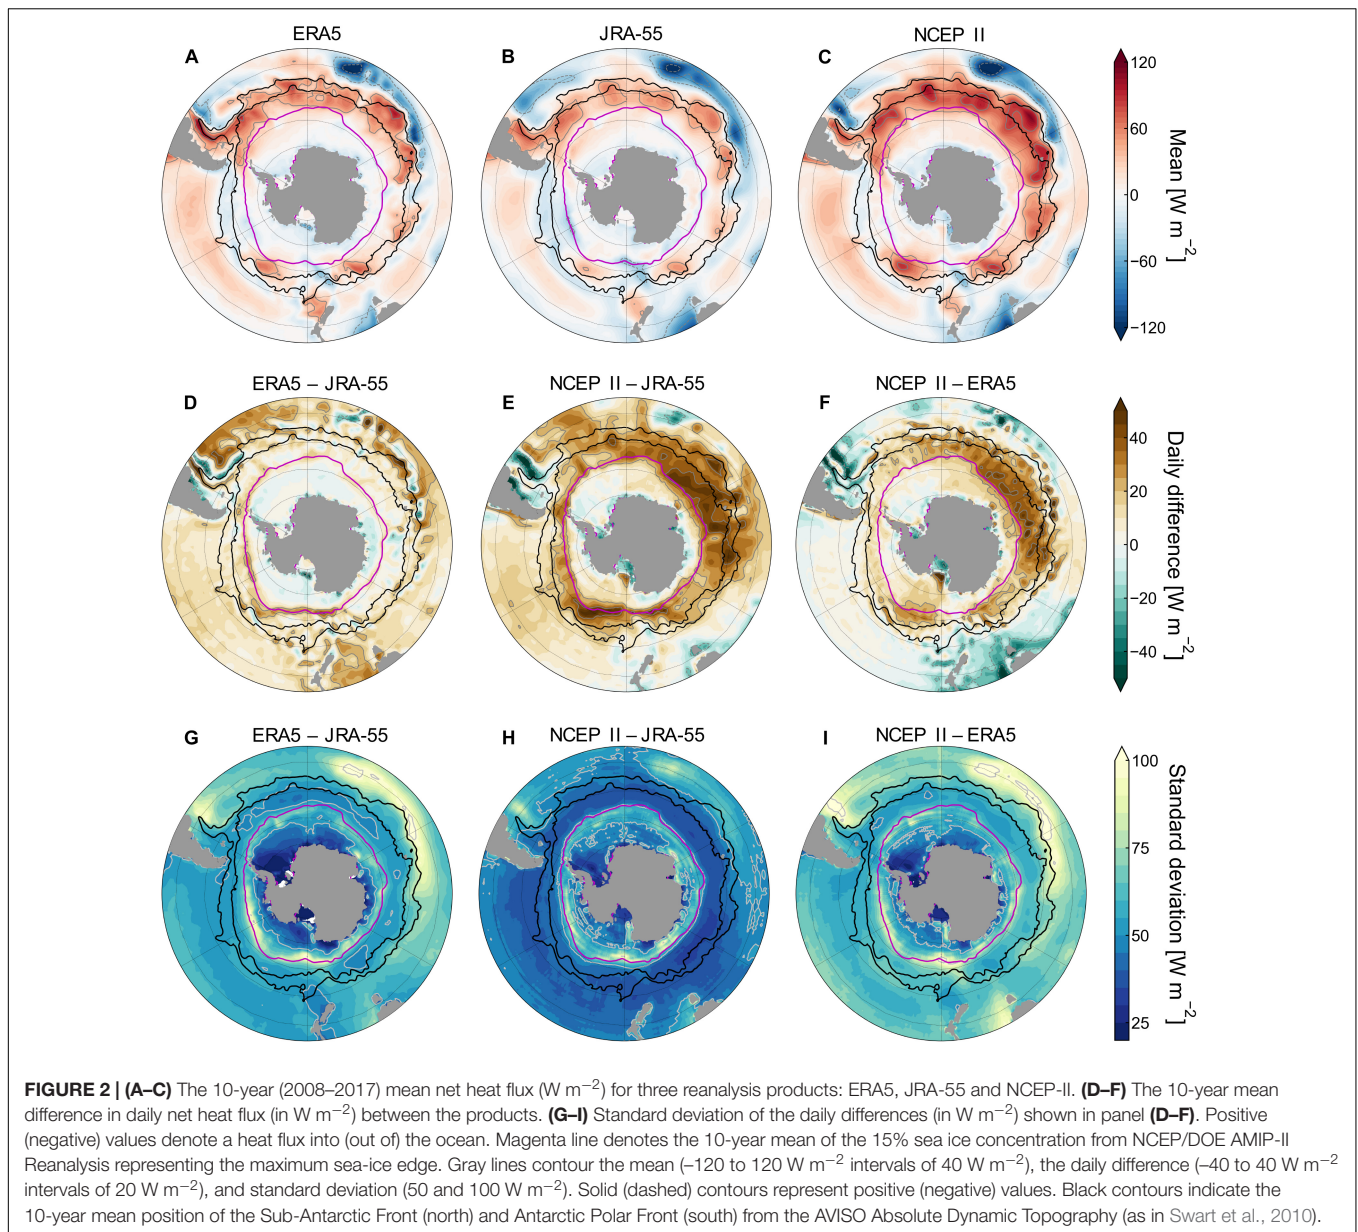 ERA5
JRA-55
NCEP II
A
B
C
120
60
0
−60
−120
Mean [W m−2]
ERA5 – JRA-55
NCEP II – JRA-55
NCEP II – ERA5
D
E
F
40
20
0
−20
−40
Daily difference [W m−2]
ERA5 – JRA-55
NCEP II – JRA-55
NCEP II – ERA5
G
H
I
100
75
50
25
Standard deviation [W m−2]
FIGURE 2 | (A–C) The 10-year (2008–2017) mean net heat flux (W m−2) for three reanalysis products: ERA5, JRA-55 and NCEP-II. (D–F) The 10-year mean
difference in daily net heat flux (in W m−2) between the products. (G–I) Standard deviation of the daily differences (in W m−2) shown in panel (D–F). Positive
(negative) values denote a heat flux into (out of) the ocean. Magenta line denotes the 10-year mean of the 15% sea ice concentration from NCEP/DOE AMIP-II
Reanalysis representing the maximum sea-ice edge. Gray lines contour the mean (–120 to 120 W m−2 intervals of 40 W m−2), the daily difference (–40 to 40 W m−2
intervals of 20 W m−2), and standard deviation (50 and 100 W m−2). Solid (dashed) contours represent positive (negative) values. Black contours indicate the
10-year mean position of the Sub-Antarctic Front (north) and Antarctic Polar Front (south) from the AVISO Absolute Dynamic Topography (as in Swart et al., 2010).